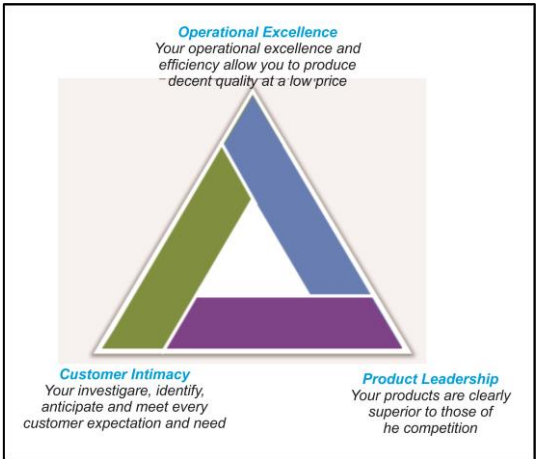 Operational Excellence
Your operational excellence and
efficiency allow you to produce
decent quality at a low price
Customer Intimacy
Your investigare, identify,
anticipate and meet every
customer expectation and need
Product Leadership
Your products are clearly
superior to those of
he competition